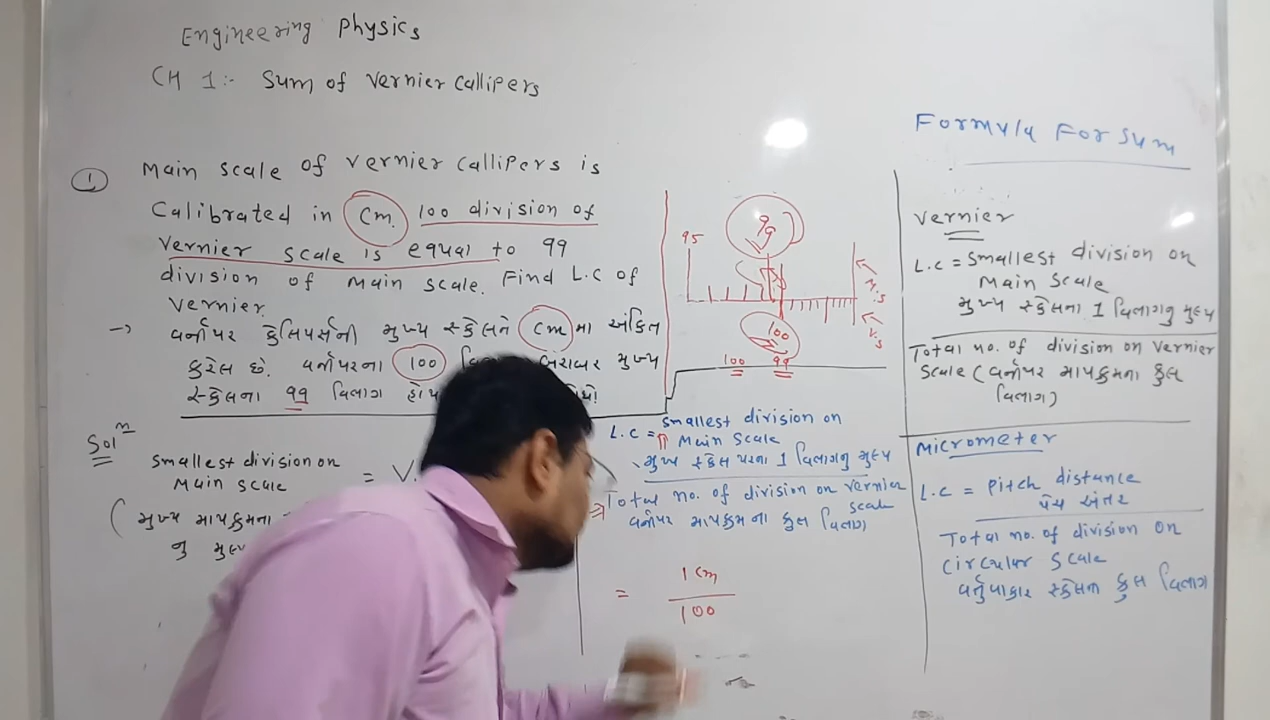 Engineering Physics
CH 1:- Sum of Vernier Callipers
① Main Scale of Vernier Callipers is
Calibrated in cm. 100 division of
Vernier Scale is equal to 99
division of Main Scale. Find L.C of
Vernier.
→ વર્નીયર કેલિપર્સની મુખ્ય સ્કેલને cm માં અંકિત
કરેલ છે. વર્નીયરના 100 બરાબર મુખ્ય
સ્કેલના 99 વિભાગ હોય
Solⁿ
Smallest division on
Main Scale =
(મુખ્ય માપક્રમના
નુ મુલ્ય
95
99
100
100 99
M.S
V.S
L.C = Smallest division on
Main Scale
મુખ્ય સ્કેલ પરના 1 વિભાગનુ મુલ્ય
Total no. of division on Vernier
Scale
વર્નીયર માપક્રમ ના કુલ વિભાગ
= 1 cm
100
Formula For Sum
Vernier
L.C = Smallest division on
Main Scale
મુખ્ય સ્કેલના 1 વિભાગનુ મુલ્ય
Total no. of division on Vernier
Scale (વર્નીયર માપક્રમના કુલ
વિભાગ)
Micrometer
L.C = Pitch distance
પેચ અંતર
Total no. of division on
Circular Scale
વર્તુળાકાર સ્કેલના કુલ વિભાગ